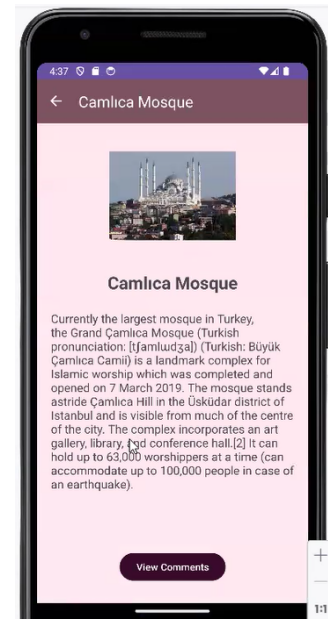 4:37
Camlıca Mosque
Camlıca Mosque
Currently the largest mosque in Turkey,
the Grand Çamlıca Mosque (Turkish
pronunciation: [tʃamlɯdʒa]) (Turkish: Büyük
Çamlıca Camii) is a landmark complex for
Islamic worship which was completed and
opened on 7 March 2019. The mosque stands
astride Çamlıca Hill in the Üsküdar district of
Istanbul and is visible from much of the centre
of the city. The complex incorporates an art
gallery, library, and conference hall.[2] It can
hold up to 63,000 worshippers at a time (can
accommodate up to 100,000 people in case of
an earthquake).
View Comments
1:1